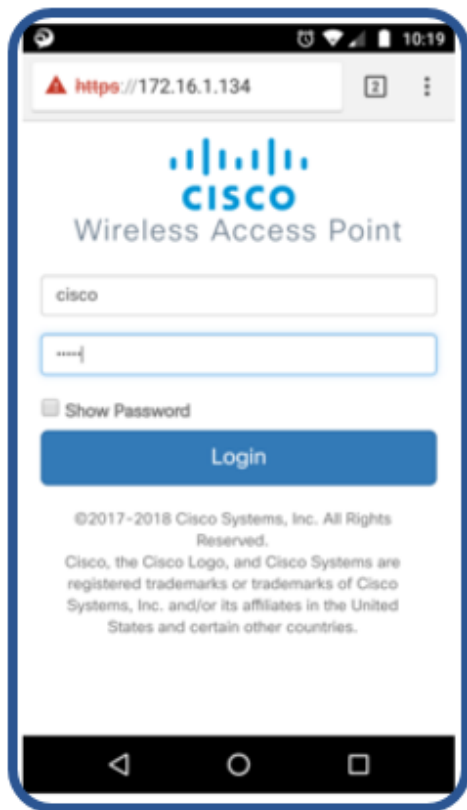 10:19
https://172.16.1.134
2
CISCO
Wireless Access Point
cisco
•••••
Show Password
Login
©2017-2018 Cisco Systems, Inc. All Rights
Reserved.
Cisco, the Cisco Logo, and Cisco Systems are
registered trademarks or trademarks of Cisco
Systems, Inc. and/or its affiliates in the United
States and certain other countries.